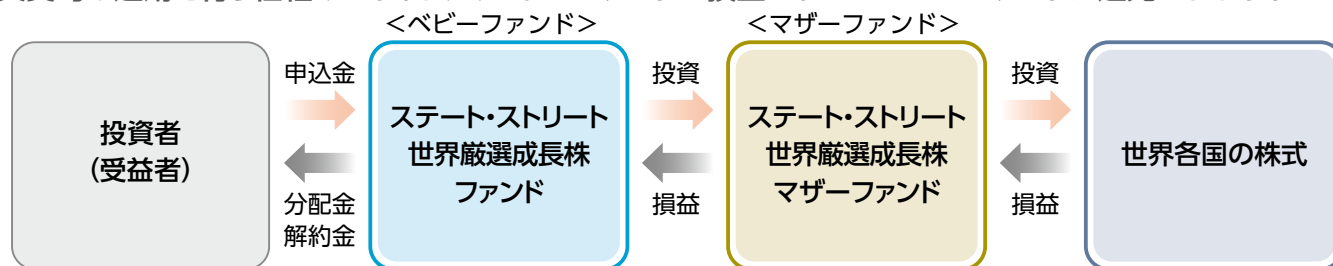 <ベビーファンド>
<マザーファンド>
投資者
(受益者)
申込金
分配金
解約金
ステート・ストリート
世界厳選成長株
ファンド
投資
損益
ステート・ストリート
世界厳選成長株
マザーファンド
投資
損益
世界各国の株式